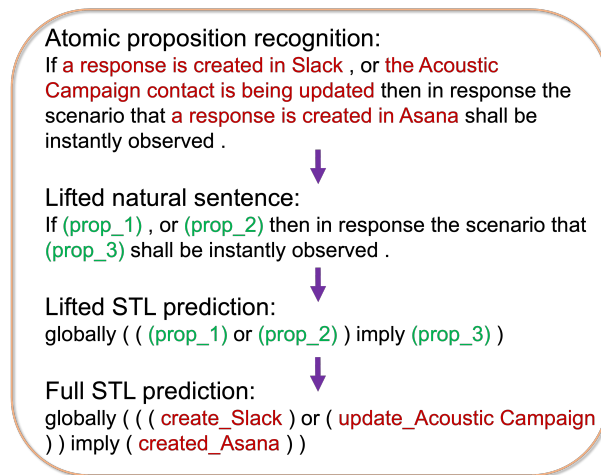 Atomic proposition recognition:
If a response is created in Slack , or the Acoustic
Campaign contact is being updated then in response the
scenario that a response is created in Asana shall be
instantly observed .
Lifted natural sentence:
If (prop_1) , or (prop_2) then in response the scenario that
(prop_3) shall be instantly observed .
Lifted STL prediction:
globally ( ( (prop_1) or (prop_2) ) imply (prop_3) )
Full STL prediction:
globally ( ( ( create_Slack ) or ( update_Acoustic Campaign
) ) imply ( created_Asana ) )